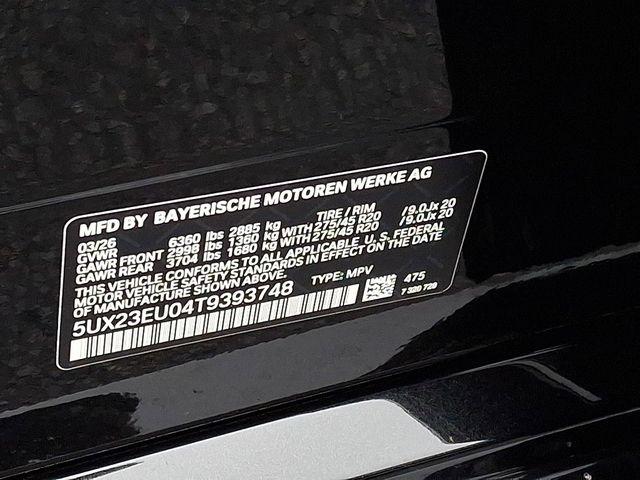 MFD BY BAYERISCHE MOTOREN WERKE AG
03/26 TIRE / RIM
GVWR 6360 lbs 2885 kg
GAWR FRONT 2998 lbs 1360 kg WITH 275/45 R20 /9.0Jx20
GAWR REAR 3704 lbs 1680 kg WITH 275/45 R20 /9.0Jx20
THIS VEHICLE CONFORMS TO ALL APPLICABLE U.S. FEDERAL
MOTOR VEHICLE SAFETY STANDARDS IN EFFECT ON THE DATE
OF MANUFACTURE SHOWN ABOVE.
5UX23EU04T9393748 TYPE: MPV 475
7 320 729